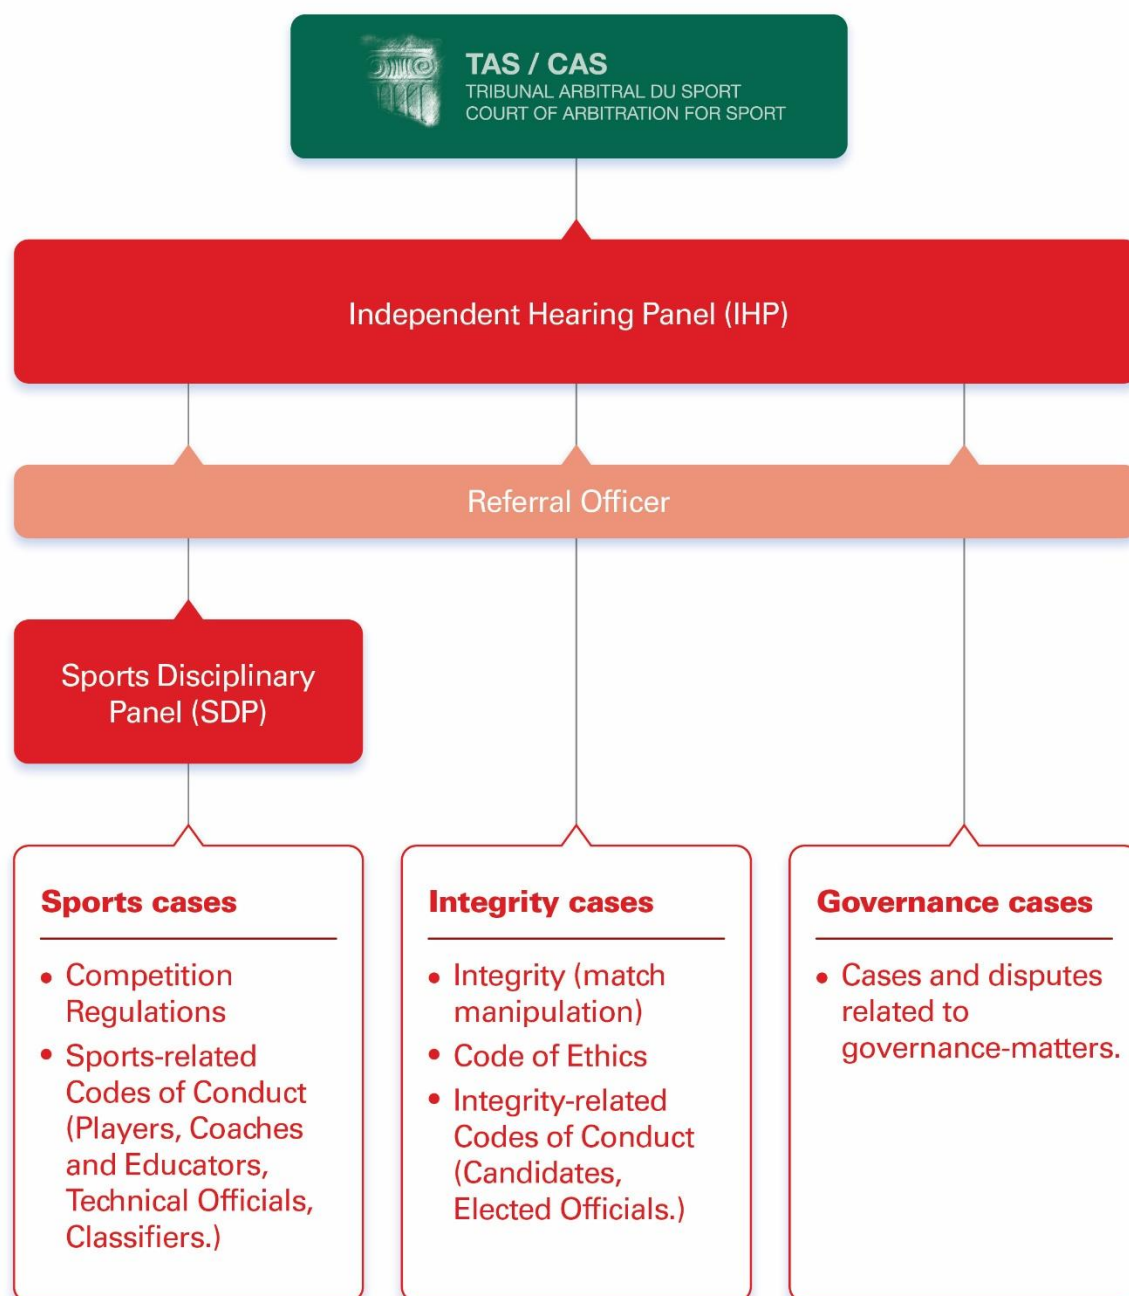 TAS / CAS
TRIBUNAL ARBITRAL DU SPORT
COURT OF ARBITRATION FOR SPORT
Independent Hearing Panel (IHP)
Referral Officer
Sports Disciplinary
Panel (SDP)
Sports cases
• Competition
Regulations
• Sports-related
Codes of Conduct
(Players, Coaches
and Educators,
Technical Officials,
Classifiers.)
Integrity cases
• Integrity (match
manipulation)
• Code of Ethics
• Integrity-related
Codes of Conduct
(Candidates,
Elected Officials.)
Governance cases
• Cases and disputes
related to
governance-matters.